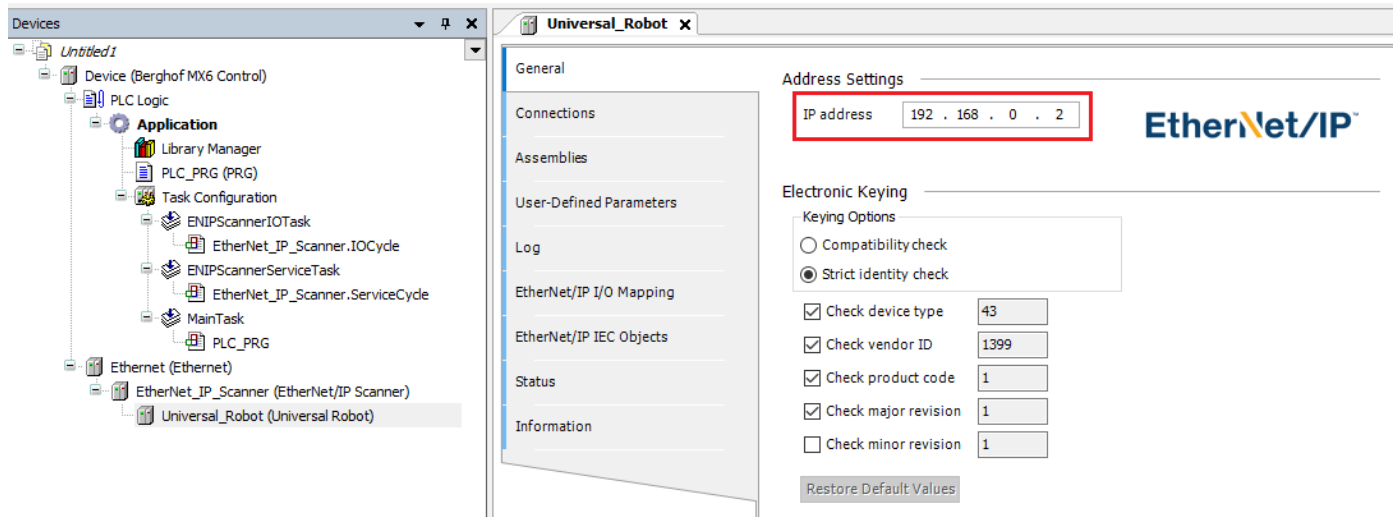 Devices
Untitled1
Device (Berghof MX6 Control)
PLC Logic
Application
Library Manager
PLC_PRG (PRG)
Task Configuration
ENIPScannerIOTask
EtherNet_IP_Scanner.IOCycle
ENIPScannerServiceTask
EtherNet_IP_Scanner.ServiceCycle
MainTask
PLC_PRG
Ethernet (Ethernet)
EtherNet_IP_Scanner (EtherNet/IP Scanner)
Universal_Robot (Universal Robot)
Universal_Robot
General
Connections
Assemblies
User-Defined Parameters
Log
EtherNet/IP I/O Mapping
EtherNet/IP IEC Objects
Status
Information
Address Settings
IP address 192 . 168 . 0 . 2
EtherNet/IP™
Electronic Keying
Keying Options
Compatibility check
Strict identity check
Check device type 43
Check vendor ID 1399
Check product code 1
Check major revision 1
Check minor revision 1
Restore Default Values